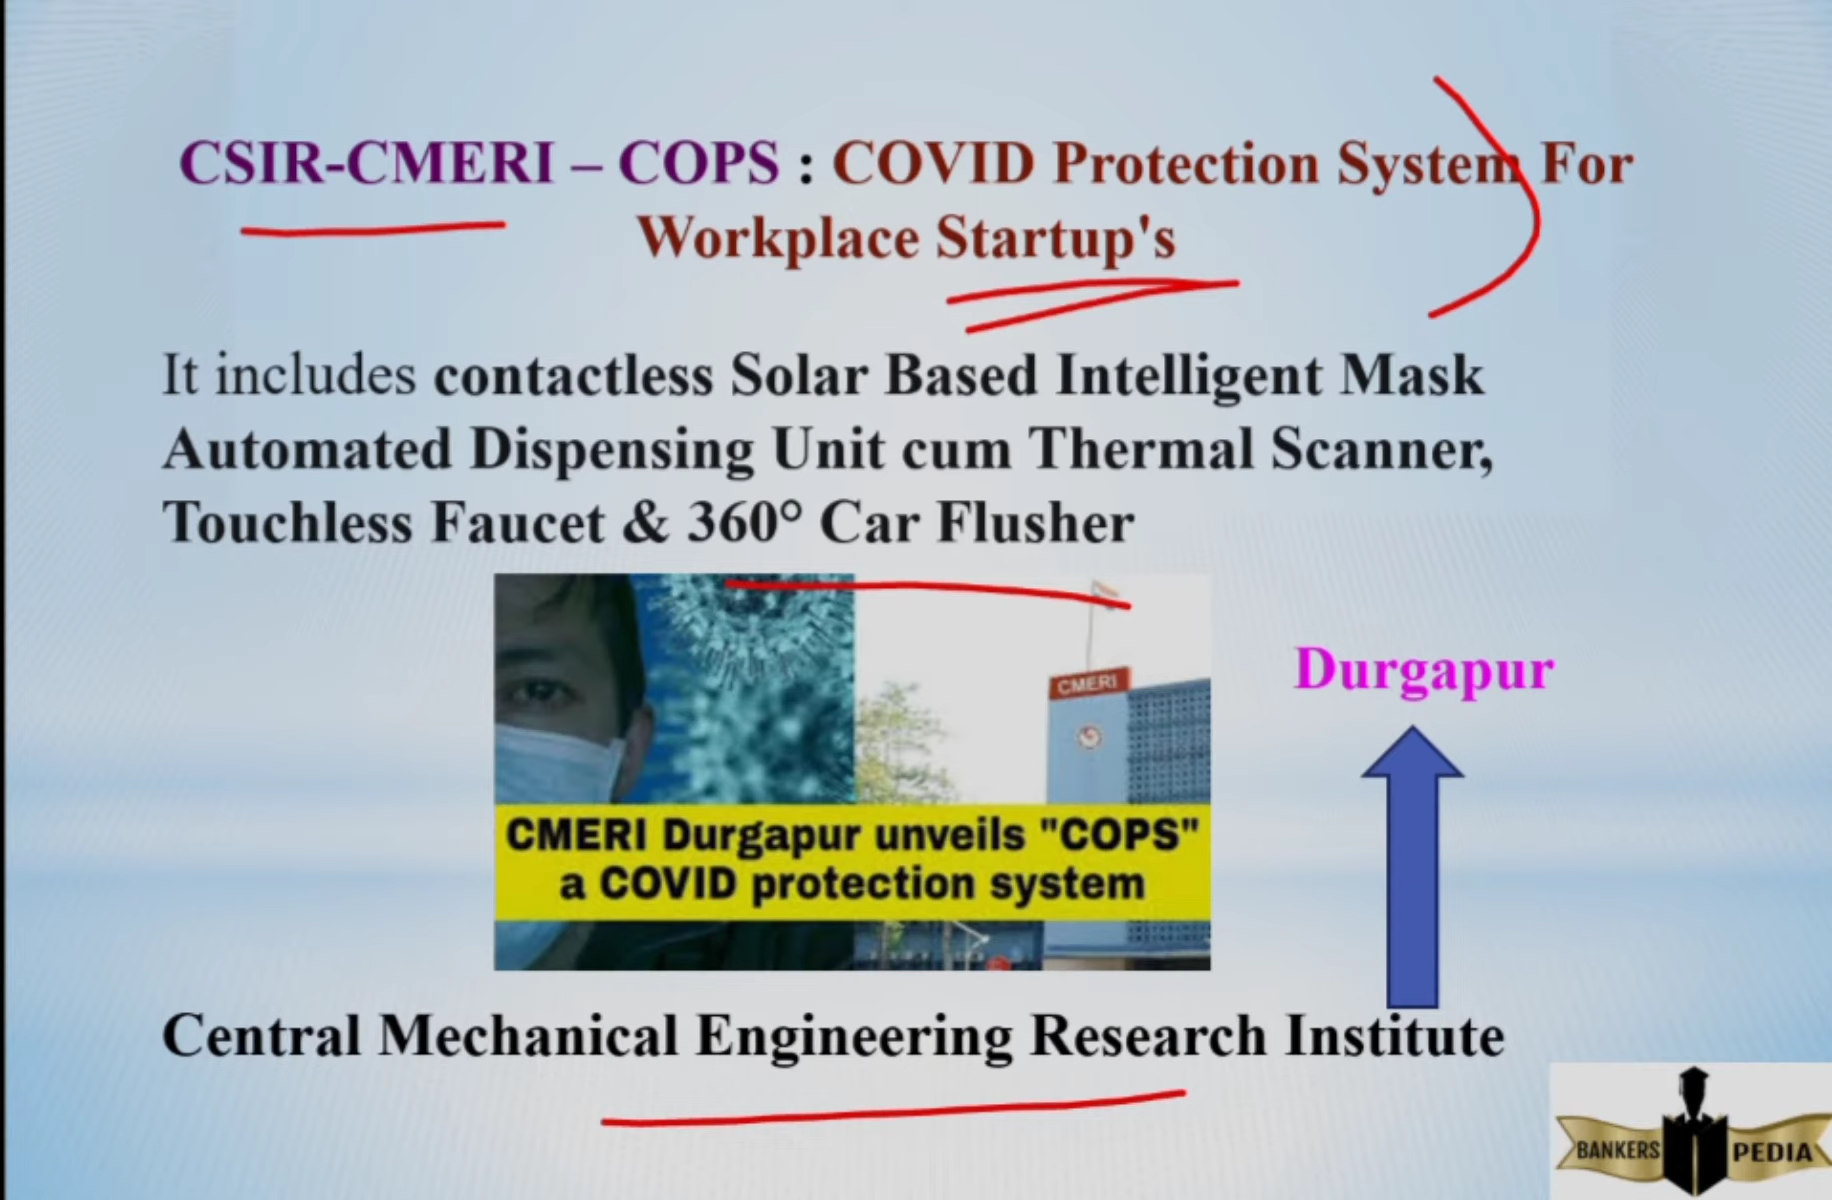 CSIR-CMERI – COPS : COVID Protection System For
Workplace Startup's
It includes contactless Solar Based Intelligent Mask
Automated Dispensing Unit cum Thermal Scanner,
Touchless Faucet & 360° Car Flusher
CMERI
Durgapur
CMERI Durgapur unveils "COPS"
a COVID protection system
Central Mechanical Engineering Research Institute
BANKERS PEDIA